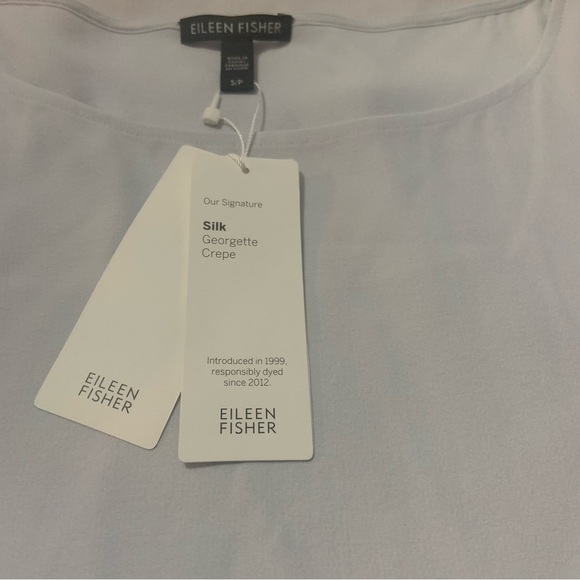 EILEEN FISHER
S/P
Our Signature
Silk
Georgette
Crepe
Introduced in 1999,
responsibly dyed
since 2012.
EILEEN
FISHER
EILEEN
FISHER